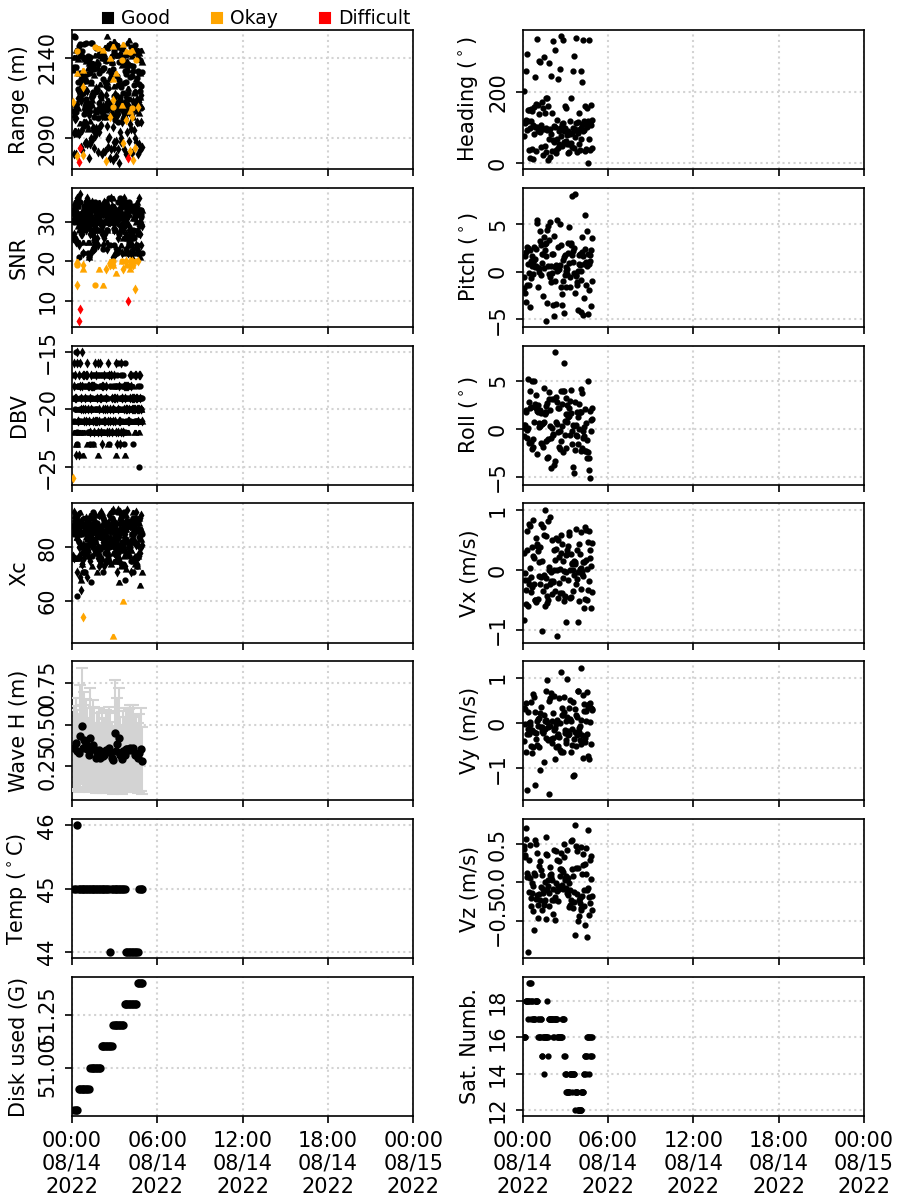 Good Okay Difficult
Range (m)
2140
2090
Heading (°)
200
0
SNR
30
20
10
Pitch (°)
5
0
−5
DBV
−15
−20
−25
Roll (°)
5
0
−5
Xc
80
60
Vx (m/s)
1
0
−1
Wave H (m)
0.75
0.50
0.25
Vy (m/s)
1
0
−1
Temp (°C)
46
45
44
Vz (m/s)
0.5
0.0
−0.5
Disk used (G)
51.25
51.00
Sat. Numb.
18
16
14
12
00:00 06:00 12:00 18:00 00:00
08/14 08/14 08/14 08/14 08/15
2022 2022 2022 2022 2022
00:00 06:00 12:00 18:00 00:00
08/14 08/14 08/14 08/14 08/15
2022 2022 2022 2022 2022